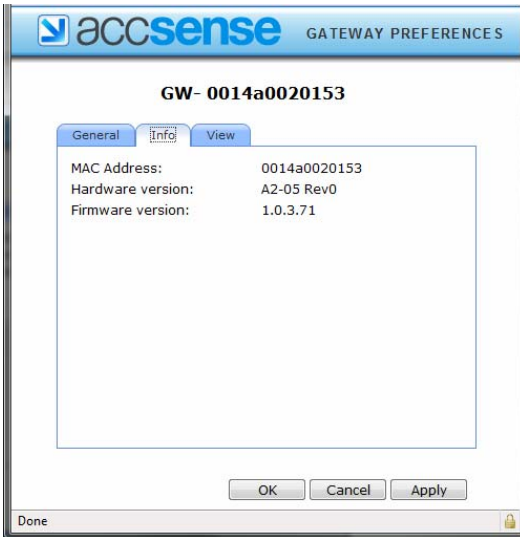 accsense GATEWAY PREFERENCES
GW- 0014a0020153
General Info View
MAC Address: 0014a0020153
Hardware version: A2-05 Rev0
Firmware version: 1.0.3.71
OK Cancel Apply
Done